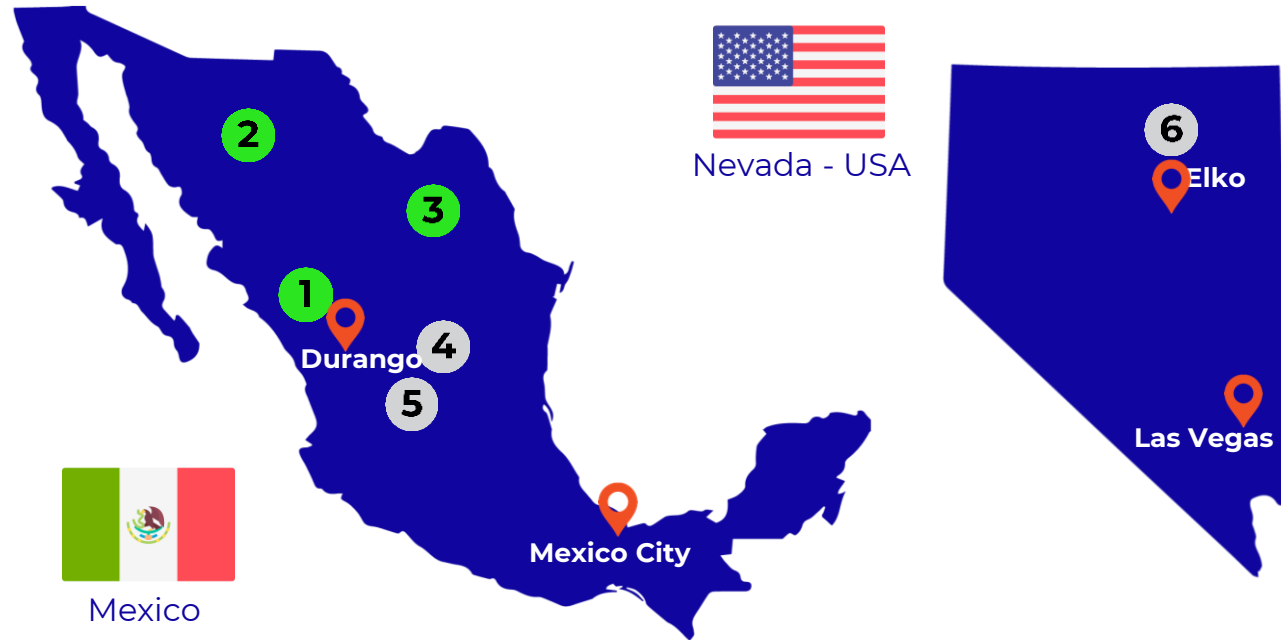 Nevada - USA
2
6
Elko
3
1
Durango
4
5
Las Vegas
Mexico City
Mexico